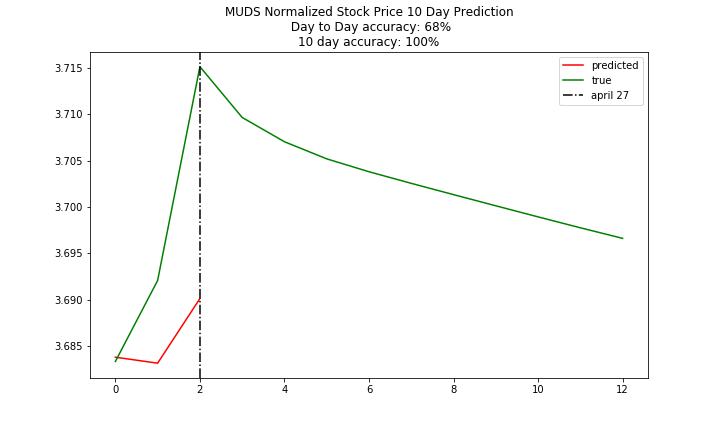 MUDS Normalized Stock Price 10 Day Prediction
Day to Day accuracy: 68%
10 day accuracy: 100%
predicted
true
april 27
3.715
3.710
3.705
3.700
3.695
3.690
3.685
0 2 4 6 8 10 12